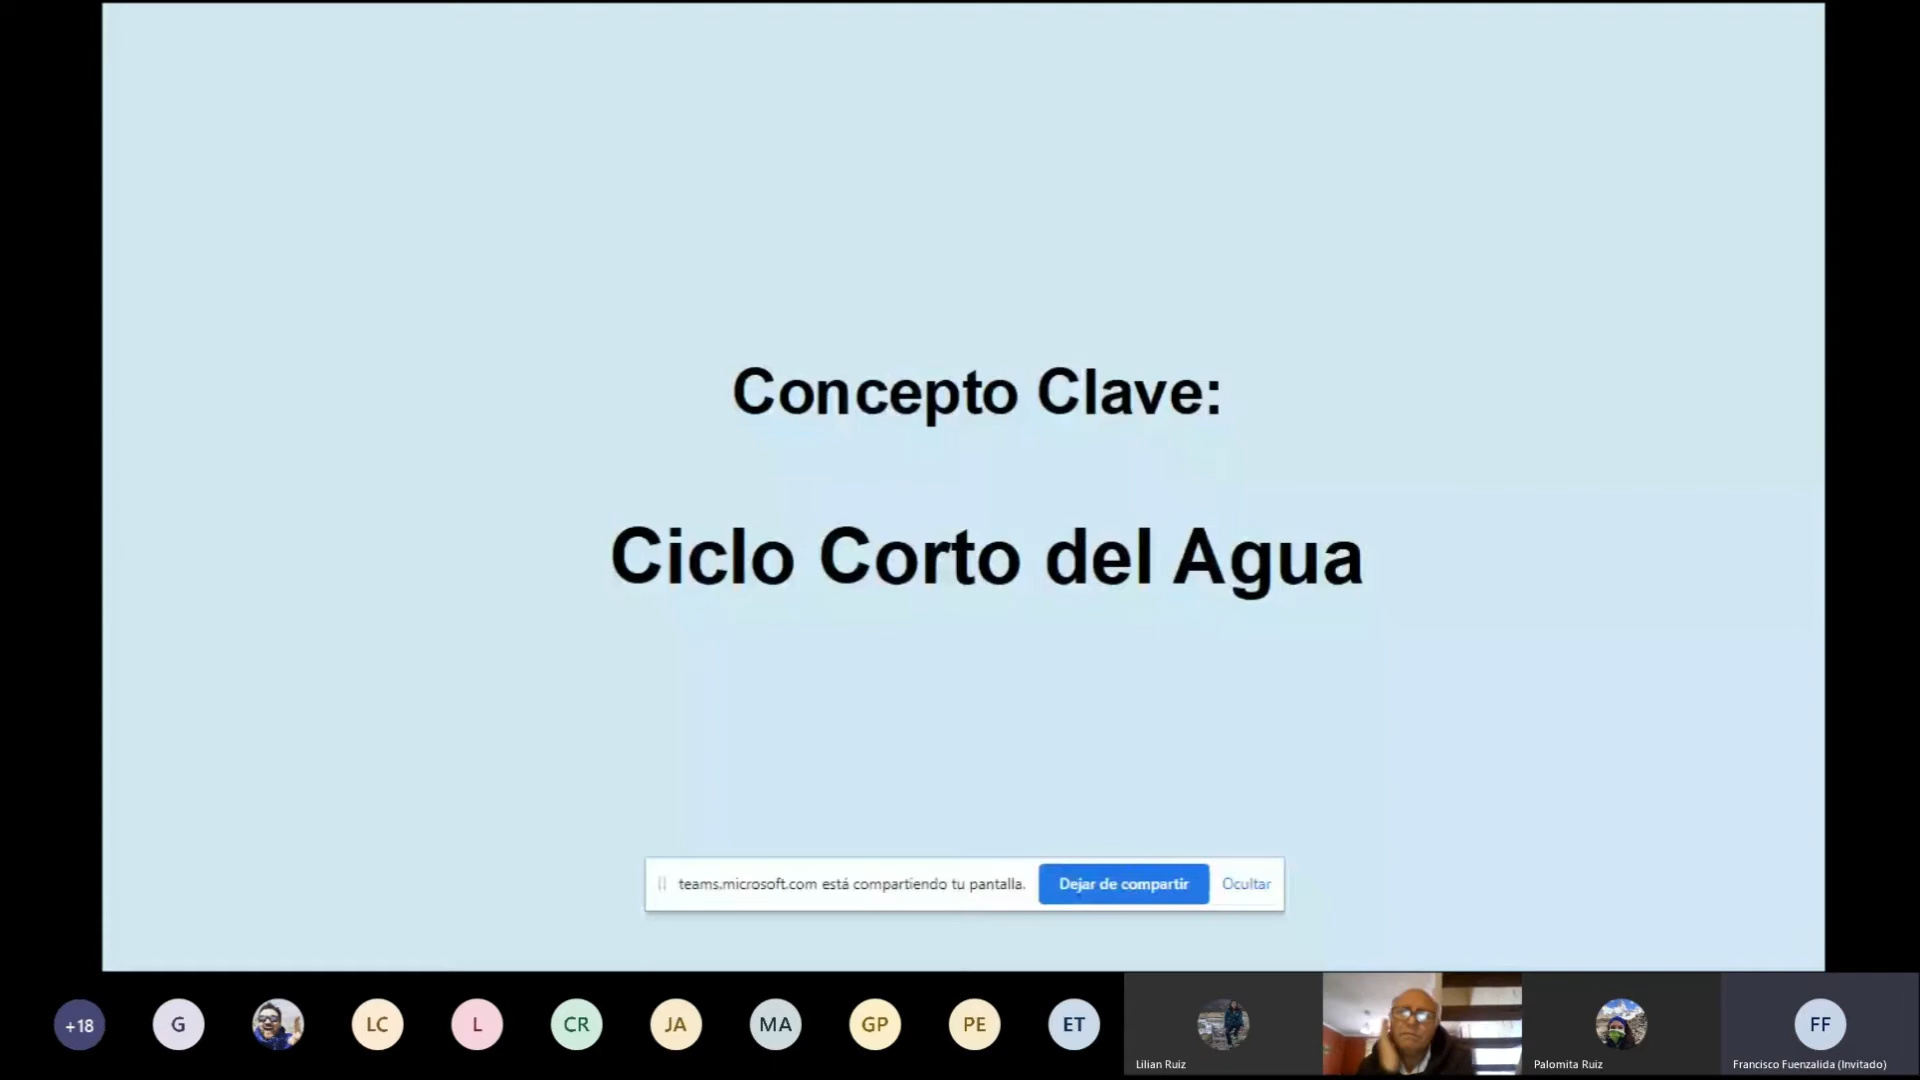 Concepto Clave:
Ciclo Corto del Agua
teams.microsoft.com está compartiendo tu pantalla.
Dejar de compartir
Ocultar
+18
G
LC
L
CR
JA
MA
GP
PE
ET
Lilian Ruiz
Palomita Ruiz
FF
Francisco Fuenzalida (Invitado)